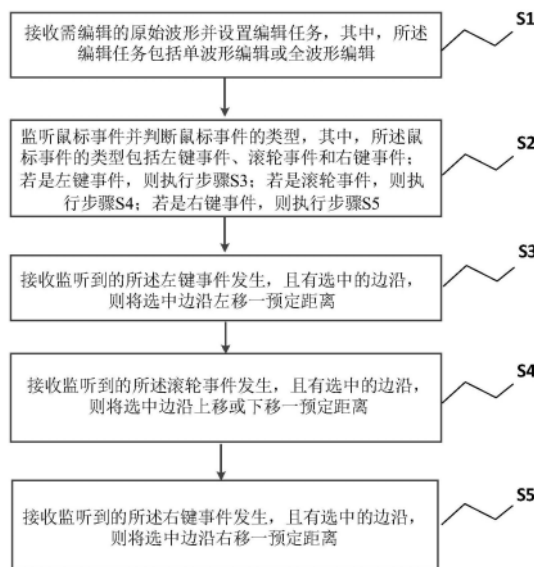 接收需编辑的原始波形并设置编辑任务，其中，所述
编辑任务包括单波形编辑或全波形编辑
S1
监听鼠标事件并判断鼠标事件的类型，其中，所述鼠
标事件的类型包括左键事件、滚轮事件和右键事件；
若是左键事件，则执行步骤S3；若是滚轮事件，则执
行步骤S4；若是右键事件，则执行步骤S5
S2
接收监听到的所述左键事件发生，且有选中的边沿，
则将选中边沿左移一预定距离
S3
接收监听到的所述滚轮事件发生，且有选中的边沿，
则将选中边沿上移或下移一预定距离
S4
接收监听到的所述右键事件发生，且有选中的边沿，
则将选中边沿右移一预定距离
S5